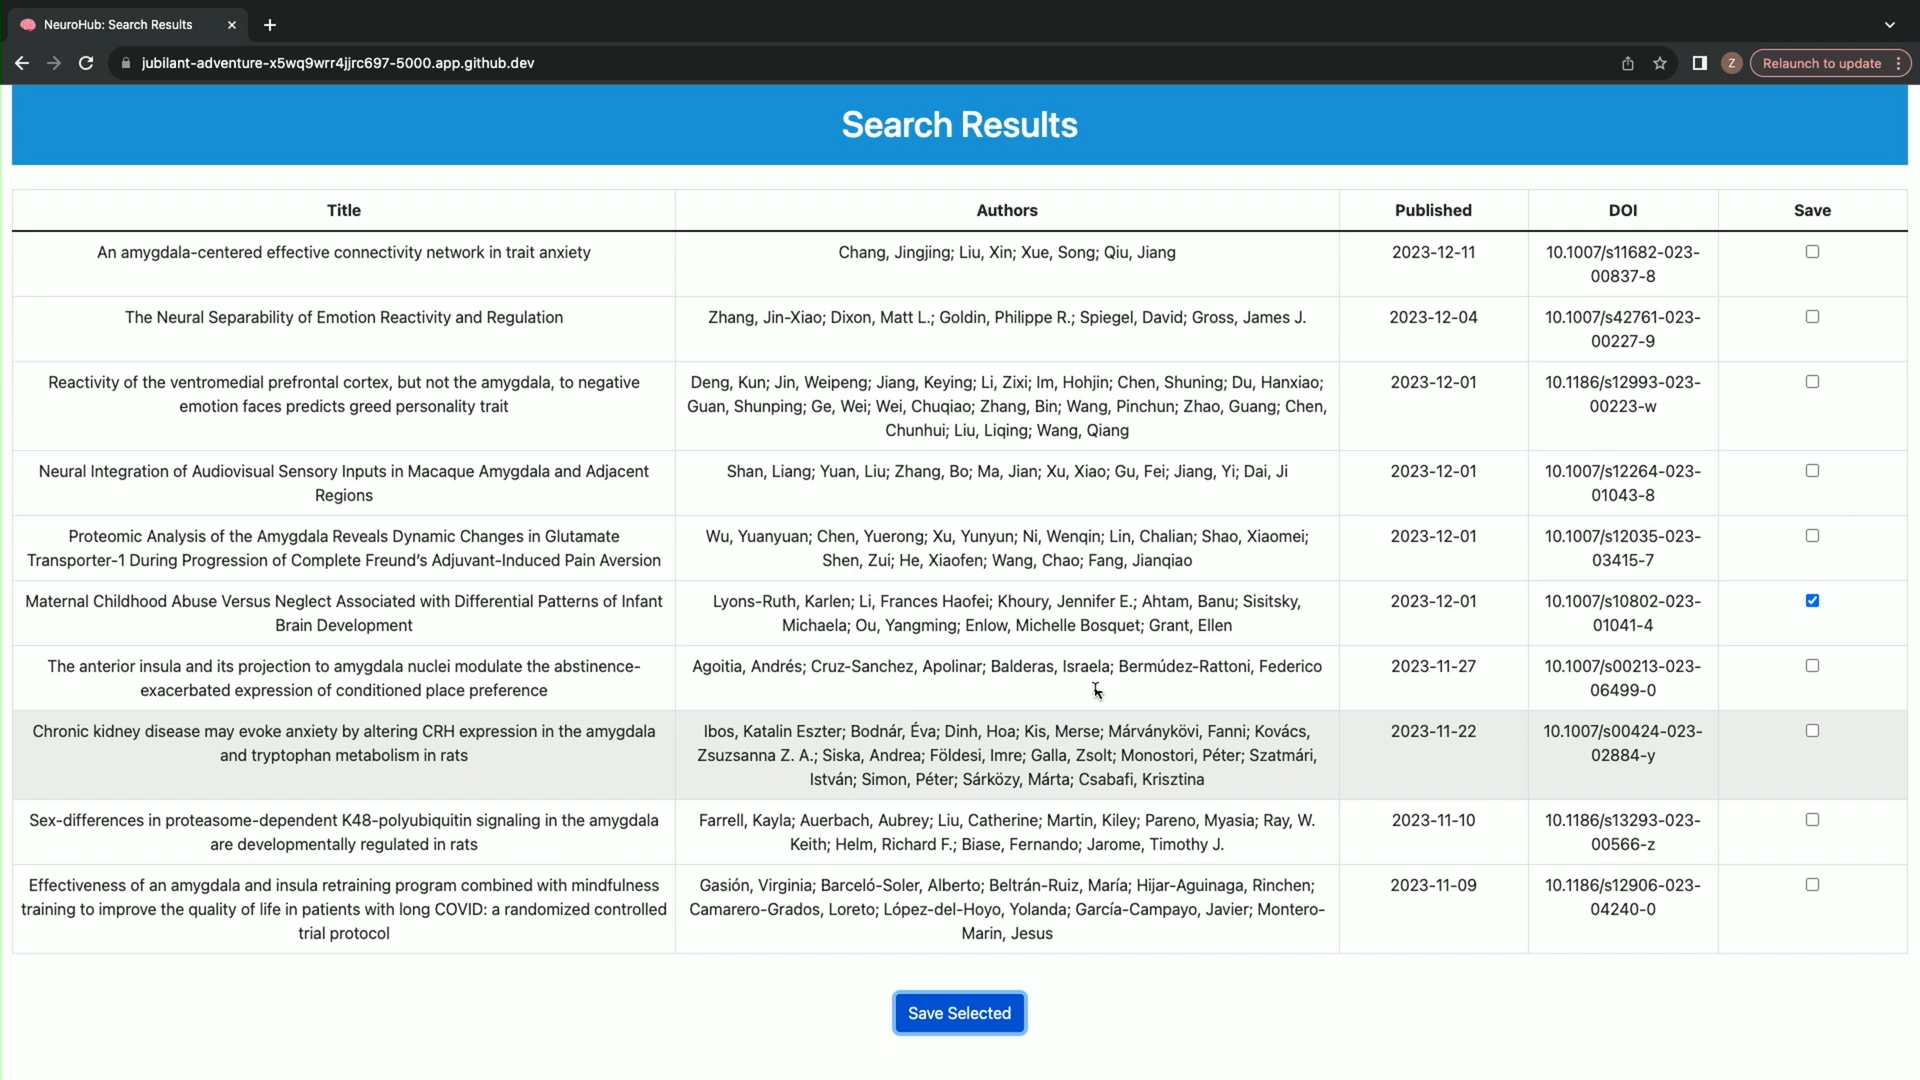 NeuroHub: Search Results
jubilant-adventure-x5wq9wrr4jjrc697-5000.app.github.dev
Z
Relaunch to update
Search Results
Title Authors Published DOI Save
An amygdala-centered effective connectivity network in trait anxiety
Chang, Jingjing; Liu, Xin; Xue, Song; Qiu, Jiang
2023-12-11
10.1007/s11682-023-
00837-8
The Neural Separability of Emotion Reactivity and Regulation
Zhang, Jin-Xiao; Dixon, Matt L.; Goldin, Philippe R.; Spiegel, David; Gross, James J.
2023-12-04
10.1007/s42761-023-
00227-9
Reactivity of the ventromedial prefrontal cortex, but not the amygdala, to negative
emotion faces predicts greed personality trait
Deng, Kun; Jin, Weipeng; Jiang, Keying; Li, Zixi; Im, Hohjin; Chen, Shuning; Du, Hanxiao;
Guan, Shunping; Ge, Wei; Wei, Chuqiao; Zhang, Bin; Wang, Pinchun; Zhao, Guang; Chen,
Chunhui; Liu, Liqing; Wang, Qiang
2023-12-01
10.1186/s12993-023-
00223-w
Neural Integration of Audiovisual Sensory Inputs in Macaque Amygdala and Adjacent
Regions
Shan, Liang; Yuan, Liu; Zhang, Bo; Ma, Jian; Xu, Xiao; Gu, Fei; Jiang, Yi; Dai, Ji
2023-12-01
10.1007/s12264-023-
01043-8
Proteomic Analysis of the Amygdala Reveals Dynamic Changes in Glutamate
Transporter-1 During Progression of Complete Freund's Adjuvant-Induced Pain Aversion
Wu, Yuanyuan; Chen, Yuerong; Xu, Yunyun; Ni, Wenqin; Lin, Chalian; Shao, Xiaomei;
Shen, Zui; He, Xiaofen; Wang, Chao; Fang, Jianqiao
2023-12-01
10.1007/s12035-023-
03415-7
Maternal Childhood Abuse Versus Neglect Associated with Differential Patterns of Infant
Brain Development
Lyons-Ruth, Karlen; Li, Frances Haofei; Khoury, Jennifer E.; Ahtam, Banu; Sisitsky,
Michaela; Ou, Yangming; Enlow, Michelle Bosquet; Grant, Ellen
2023-12-01
10.1007/s10802-023-
01041-4
The anterior insula and its projection to amygdala nuclei modulate the abstinence-
exacerbated expression of conditioned place preference
Agoitia, Andrés; Cruz-Sanchez, Apolinar; Balderas, Israela; Bermúdez-Rattoni, Federico
2023-11-27
10.1007/s00213-023-
06499-0
Chronic kidney disease may evoke anxiety by altering CRH expression in the amygdala
and tryptophan metabolism in rats
Ibos, Katalin Eszter; Bodnár, Éva; Dinh, Hoa; Kis, Merse; Márványkövi, Fanni; Kovács,
Zsuzsanna Z. A.; Siska, Andrea; Földesi, Imre; Galla, Zsolt; Monostori, Péter; Szatmári,
István; Simon, Péter; Sárközy, Márta; Csabafi, Krisztina
2023-11-22
10.1007/s00424-023-
02884-y
Sex-differences in proteasome-dependent K48-polyubiquitin signaling in the amygdala
are developmentally regulated in rats
Farrell, Kayla; Auerbach, Aubrey; Liu, Catherine; Martin, Kiley; Pareno, Myasia; Ray, W.
Keith; Helm, Richard F.; Biase, Fernando; Jarome, Timothy J.
2023-11-10
10.1186/s13293-023-
00566-z
Effectiveness of an amygdala and insula retraining program combined with mindfulness
training to improve the quality of life in patients with long COVID: a randomized controlled
trial protocol
Gasión, Virginia; Barceló-Soler, Alberto; Beltrán-Ruiz, María; Hijar-Aguinaga, Rinchen;
Camarero-Grados, Loreto; López-del-Hoyo, Yolanda; García-Campayo, Javier; Montero-
Marin, Jesus
2023-11-09
10.1186/s12906-023-
04240-0
Save Selected